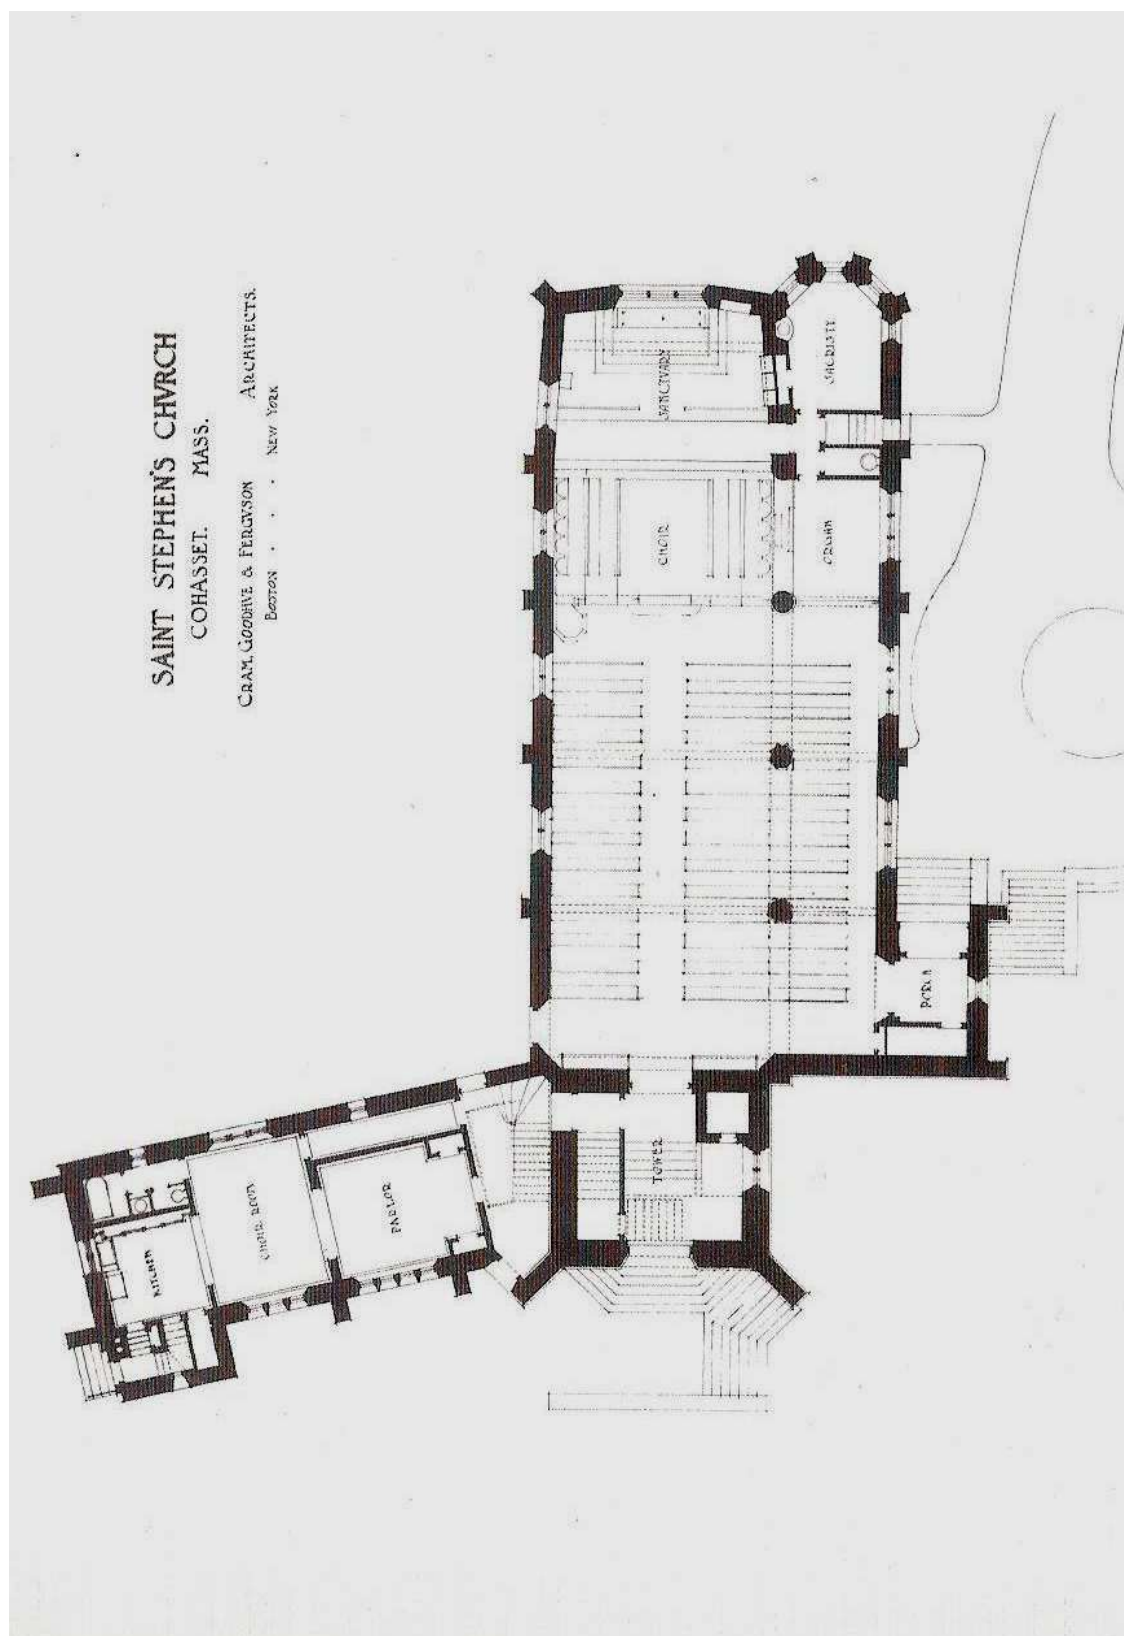 SAINT STEPHEN'S CHVRCH
COHASSET. MASS.
CRAM, GOODHVE & FERGVSON ARCHITECTS.
BOSTON . . . NEW YORK
SANCTVARY
SACRISTY
CHOIR
ORGAN
PORCH
TOWER
PARLOR
CHOIR ROOM
KITCHEN